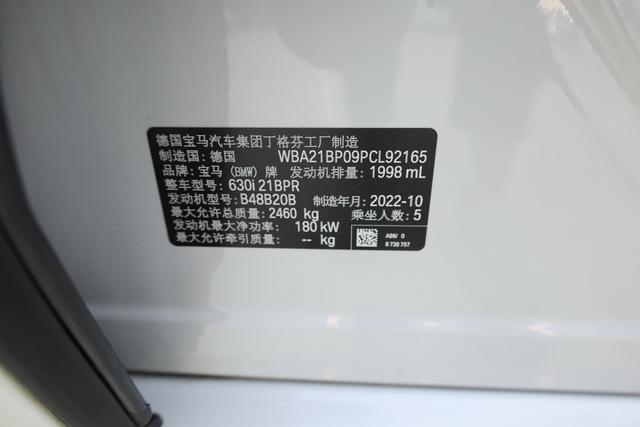 德国宝马汽车集团丁格芬工厂制造
制造国: 德国 WBA21BP09PCL92165
品牌: 宝马 (BMW) 牌 发动机排量: 1998 mL
整车型号: 630i 21BPR
发动机型号: B48B20B 制造年月: 2022-10
最大允许总质量: 2460 kg 乘坐人数: 5
发动机最大净功率: 180 kW
最大允许牵引质量: -- kg
A96/ 0
8 738 757